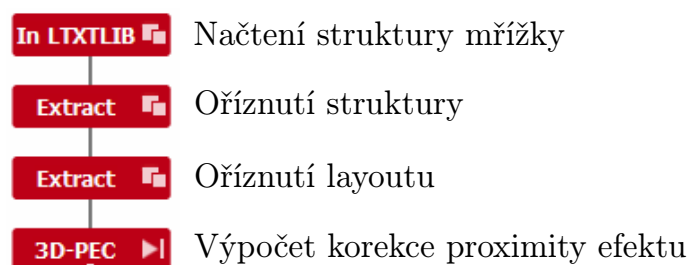 In LTXTLIB Načtení struktury mřížky
Extract Oříznutí struktury
Extract Oříznutí layoutu
3D-PEC Výpočet korekce proximity efektu